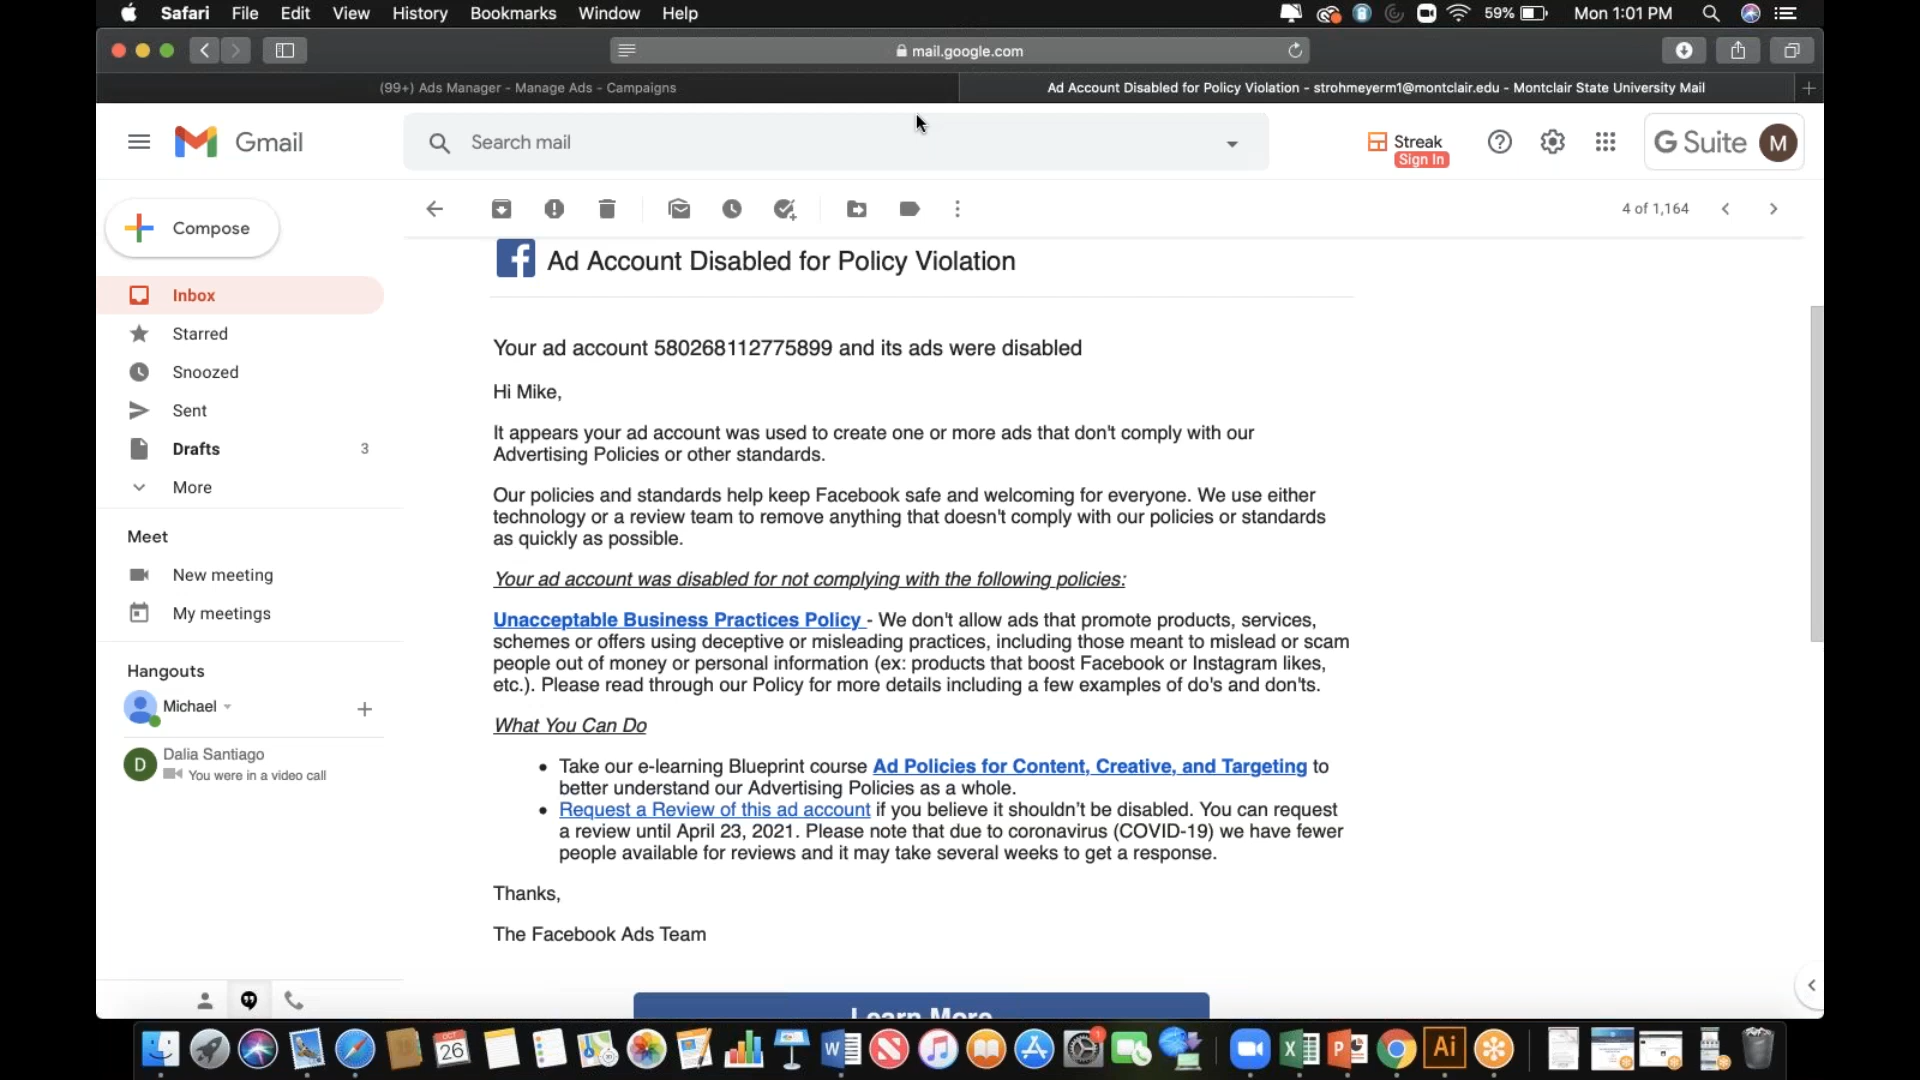 Safari File Edit View History Bookmarks Window Help 59% Mon 1:01 PM
mail.google.com
(99+) Ads Manager - Manage Ads - Campaigns
Ad Account Disabled for Policy Violation - strohmeyerm1@montclair.edu - Montclair State University Mail
Gmail
Search mail
Streak
Sign In
G Suite M
Compose
4 of 1,164
Inbox
Starred
Snoozed
Sent
Drafts 3
More
Meet
New meeting
My meetings
Hangouts
Michael
D
Dalia Santiago
You were in a video call
Ad Account Disabled for Policy Violation
Your ad account 580268112775899 and its ads were disabled
Hi Mike,
It appears your ad account was used to create one or more ads that don't comply with our
Advertising Policies or other standards.
Our policies and standards help keep Facebook safe and welcoming for everyone. We use either
technology or a review team to remove anything that doesn't comply with our policies or standards
as quickly as possible.
Your ad account was disabled for not complying with the following policies:
Unacceptable Business Practices Policy - We don't allow ads that promote products, services,
schemes or offers using deceptive or misleading practices, including those meant to mislead or scam
people out of money or personal information (ex: products that boost Facebook or Instagram likes,
etc.). Please read through our Policy for more details including a few examples of do's and don'ts.
What You Can Do
• Take our e-learning Blueprint course Ad Policies for Content, Creative, and Targeting to
better understand our Advertising Policies as a whole.
• Request a Review of this ad account if you believe it shouldn't be disabled. You can request
a review until April 23, 2021. Please note that due to coronavirus (COVID-19) we have fewer
people available for reviews and it may take several weeks to get a response.
Thanks,
The Facebook Ads Team
Learn More
OCT
26
W
N
1
X
P
Ai